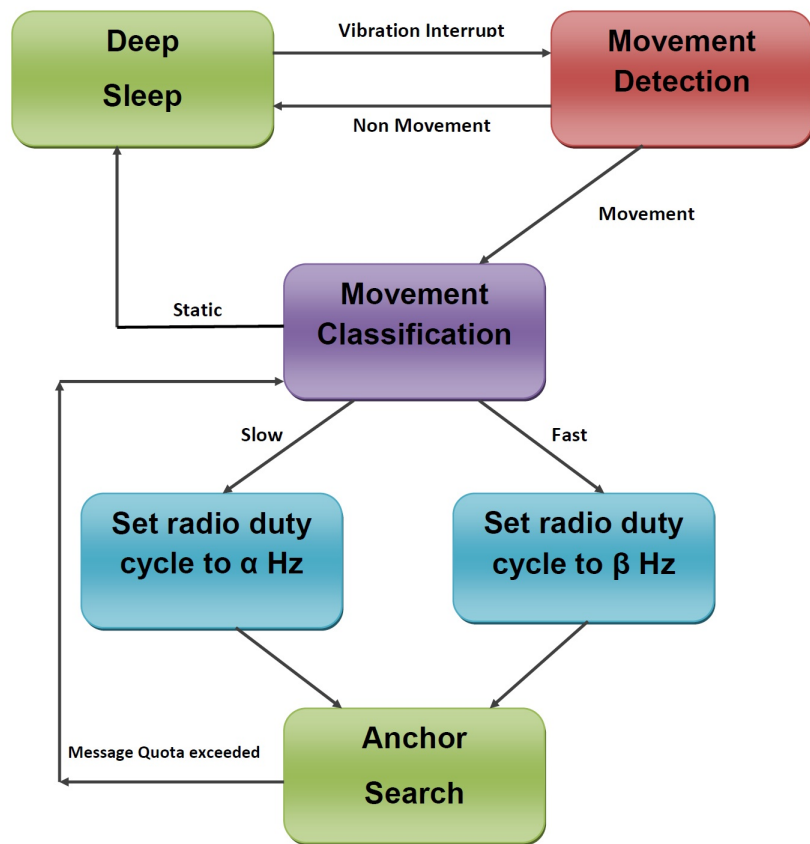 Deep
Sleep
Vibration Interrupt
Movement
Detection
Non Movement
Movement
Movement
Classification
Static
Slow
Fast
Set radio duty
cycle to α Hz
Set radio duty
cycle to β Hz
Anchor
Search
Message Quota exceeded